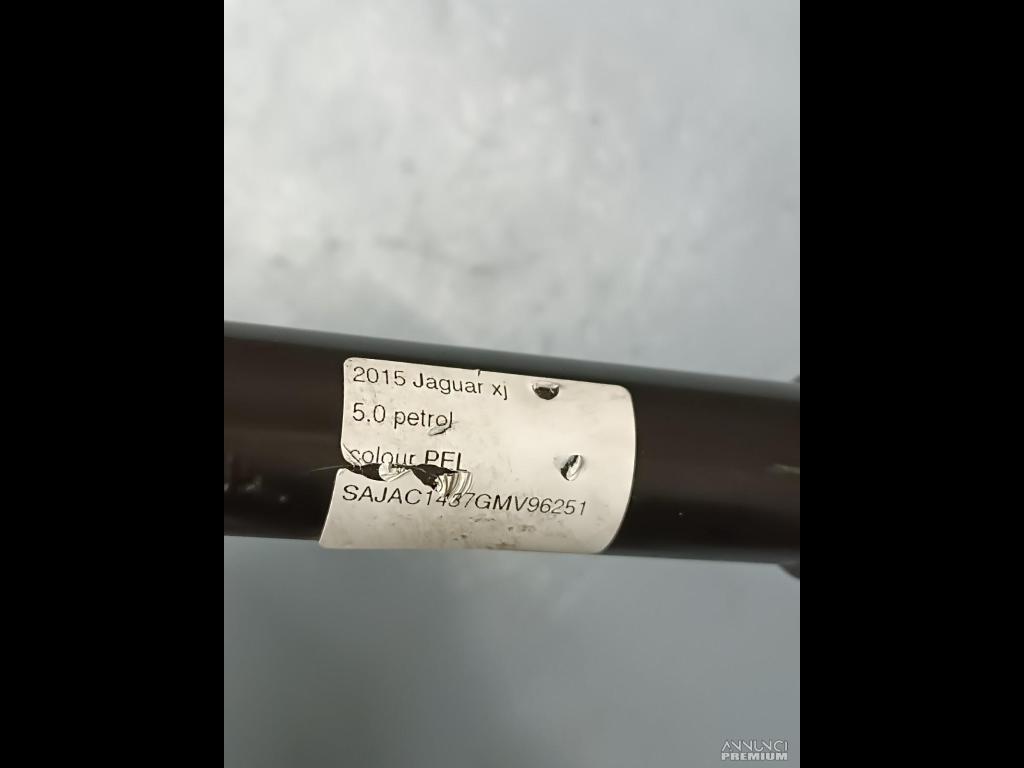 2015 Jaguar xj
5.0 petrol
colour PEL
SAJAC1437GMV96251
ANNUNCI
PREMIUM